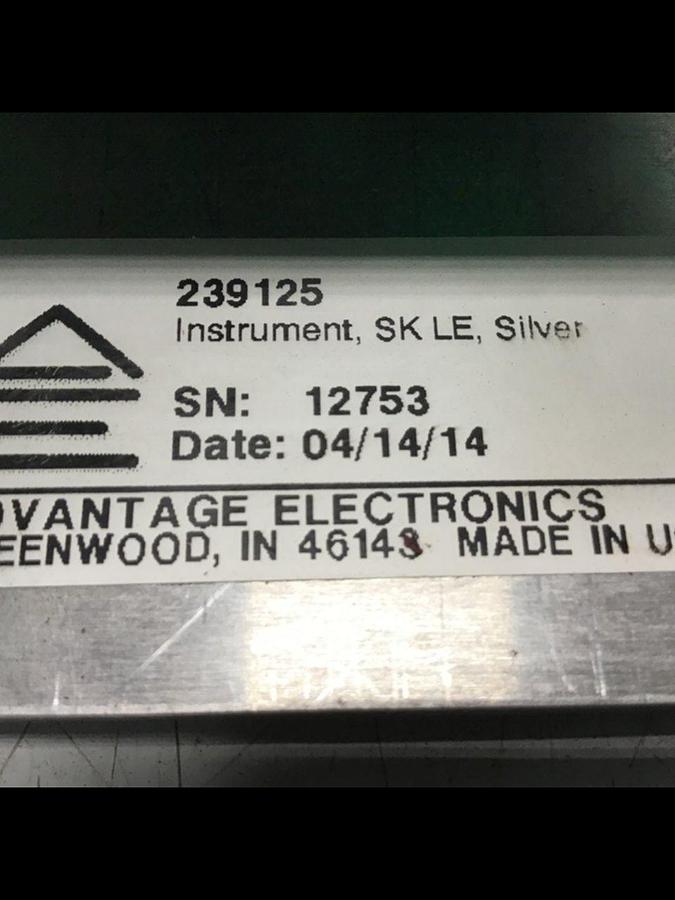 239125
Instrument, SK LE, Silver
SN: 12753
Date: 04/14/14
DVANTAGE ELECTRONICS
EENWOOD, IN 46143 MADE IN U